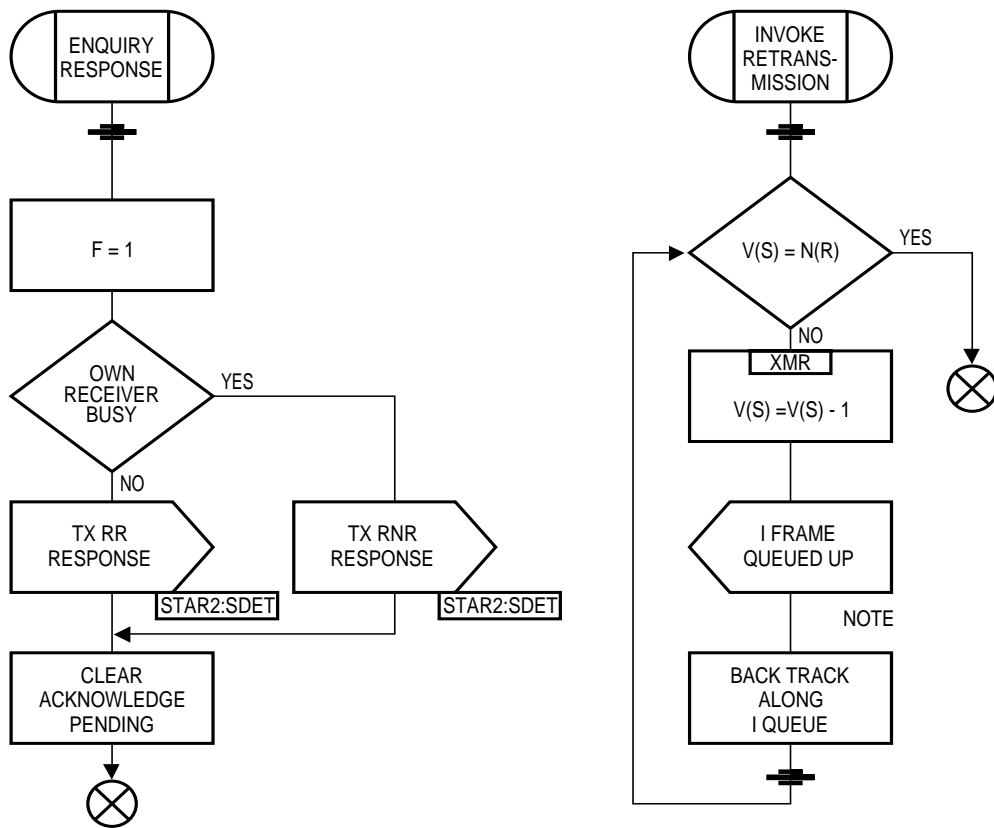 ENQUIRY
RESPONSE
F = 1
OWN
RECEIVER
BUSY
YES
NO
TX RR
RESPONSE
STAR2:SDET
TX RNR
RESPONSE
STAR2:SDET
CLEAR
ACKNOWLEDGE
PENDING
INVOKE
RETRANS-
MISSION
V(S) = N(R)
YES
NO
XMR
V(S) =V(S) - 1
I FRAME
QUEUED UP
NOTE
BACK TRACK
ALONG
I QUEUE